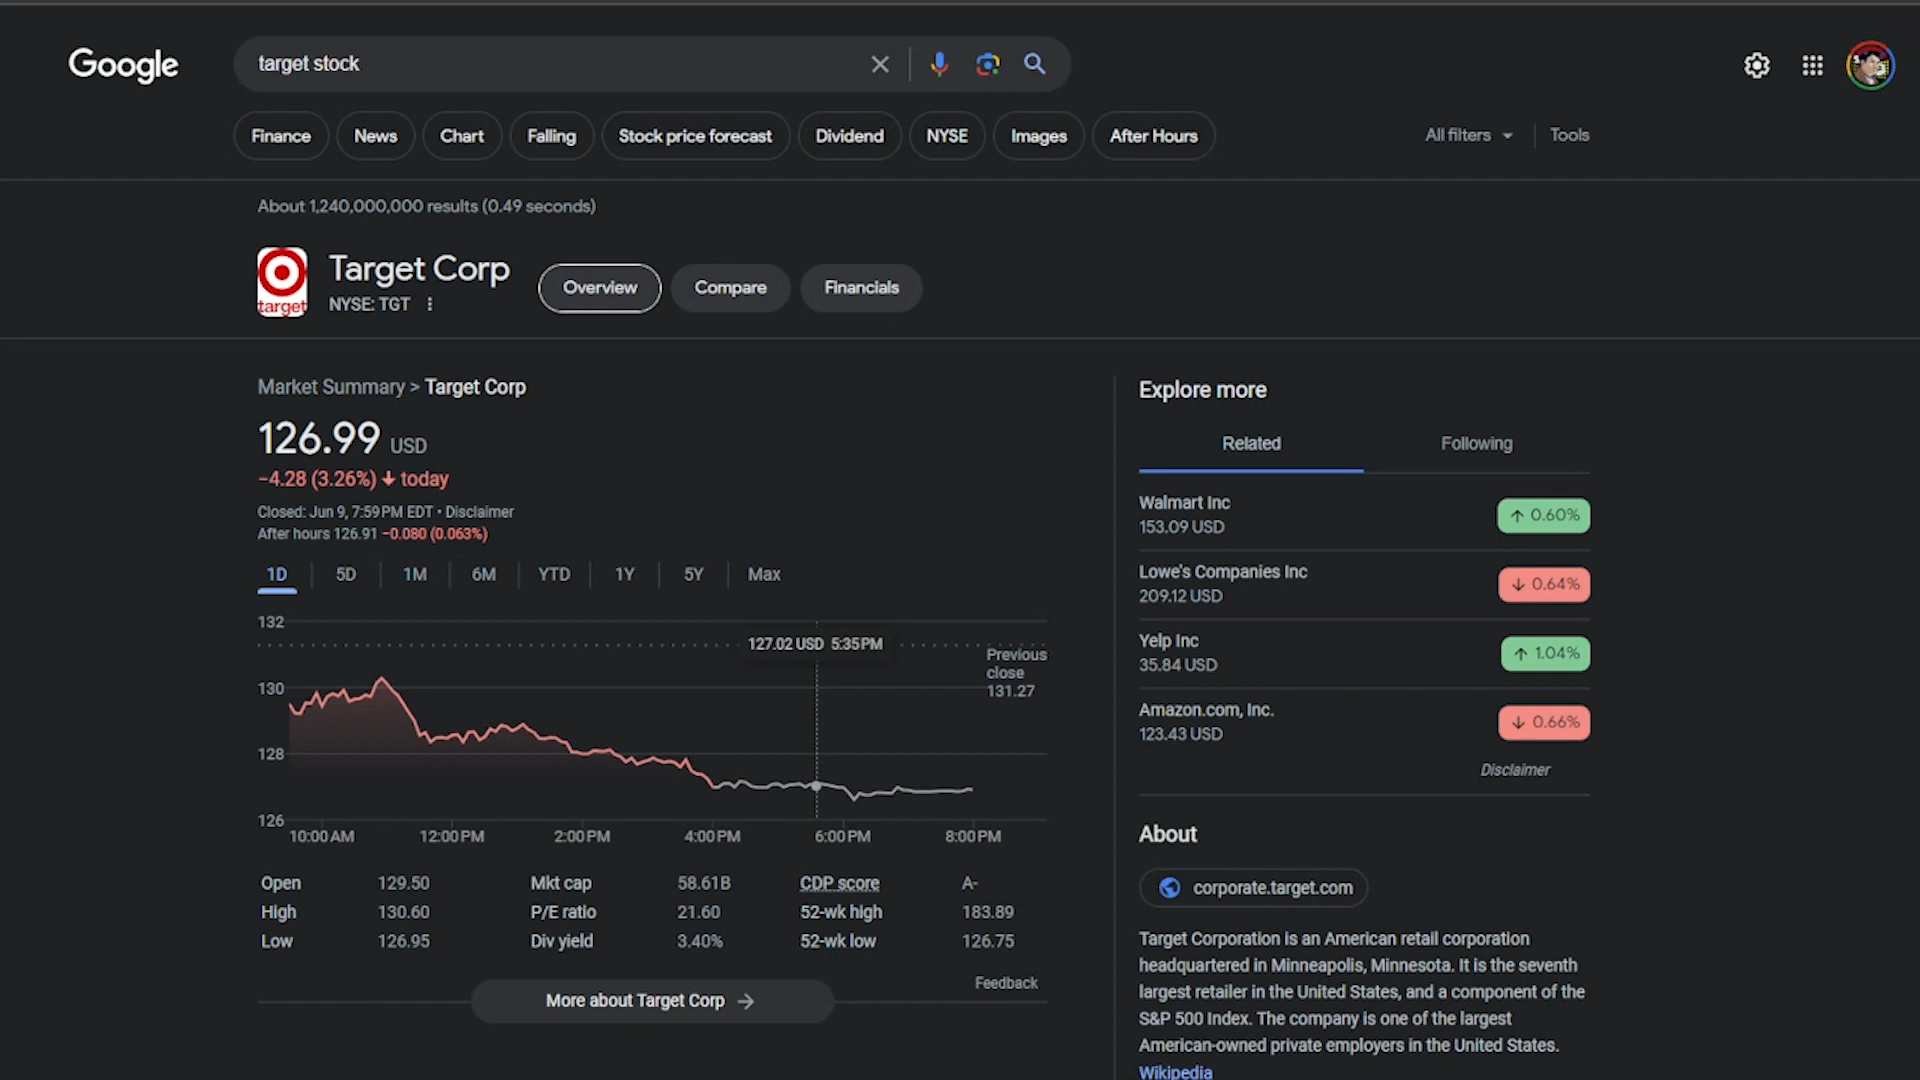 Google
target stock
Finance News Chart Falling Stock price forecast Dividend NYSE Images After Hours
All filters Tools
About 1,240,000,000 results (0.49 seconds)
target
Target Corp
NYSE: TGT
Overview Compare Financials
Market Summary > Target Corp
126.99 USD
−4.28 (3.26%) ↓ today
Closed: Jun 9, 7:59 PM EDT • Disclaimer
After hours 126.91 −0.080 (0.063%)
1D 5D 1M 6M YTD 1Y 5Y Max
132
127.02 USD 5:35 PM
Previous
close
131.27
130
128
126
10:00 AM 12:00 PM 2:00 PM 4:00 PM 6:00 PM 8:00 PM
Open 129.50 Mkt cap 58.61B CDP score A-
High 130.60 P/E ratio 21.60 52-wk high 183.89
Low 126.95 Div yield 3.40% 52-wk low 126.75
Feedback
More about Target Corp →
Explore more
Related Following
Walmart Inc
153.09 USD
↑ 0.60%
Lowe's Companies Inc
209.12 USD
↓ 0.64%
Yelp Inc
35.84 USD
↑ 1.04%
Amazon.com, Inc.
123.43 USD
↓ 0.66%
Disclaimer
About
corporate.target.com
Target Corporation is an American retail corporation
headquartered in Minneapolis, Minnesota. It is the seventh
largest retailer in the United States, and a component of the
S&P 500 Index. The company is one of the largest
American-owned private employers in the United States.
Wikipedia